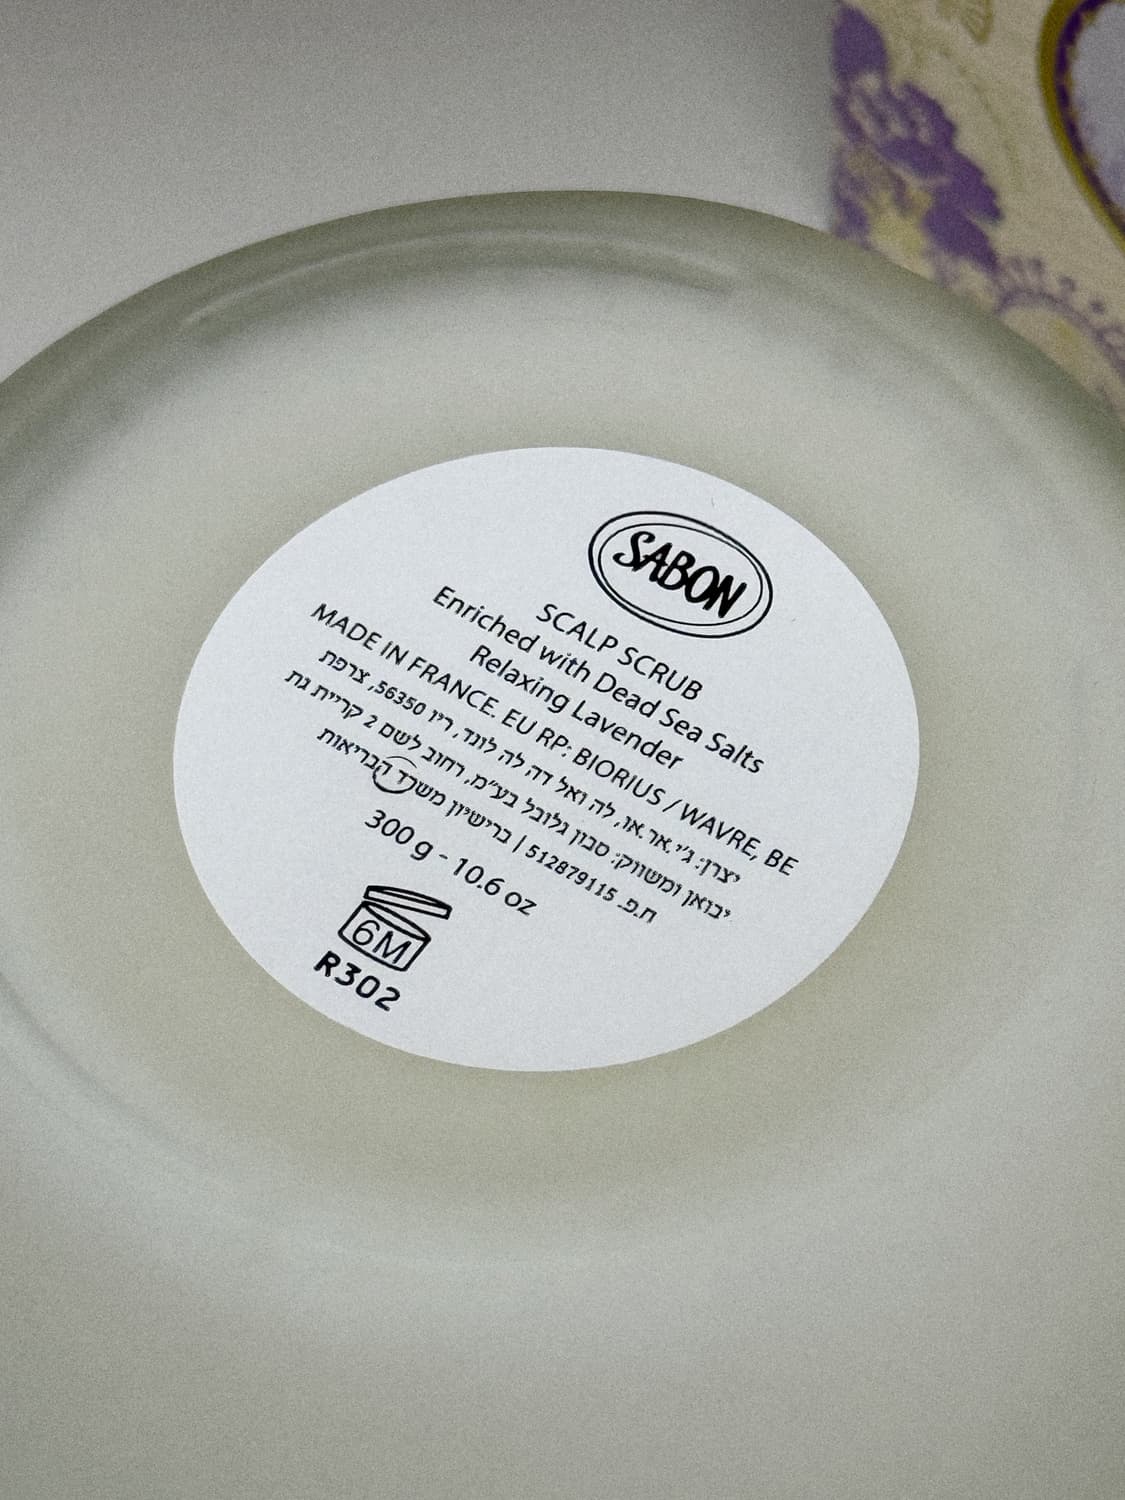 SABON
SCALP SCRUB
Enriched with Dead Sea Salts
Relaxing Lavender
MADE IN FRANCE. EU RP: BIORIUS / WAVRE, BE
יצרן: ג'י.אר.או, לה ואל דה לה לונד, ריו 56350, צרפת
יבואן ומשווק: סבון גלובל בע"מ, רחוב לשם 2 קריית גת
ח.פ. 512879115 | ברישיון משרד הבריאות
300 g - 10.6 oz
6M
R302